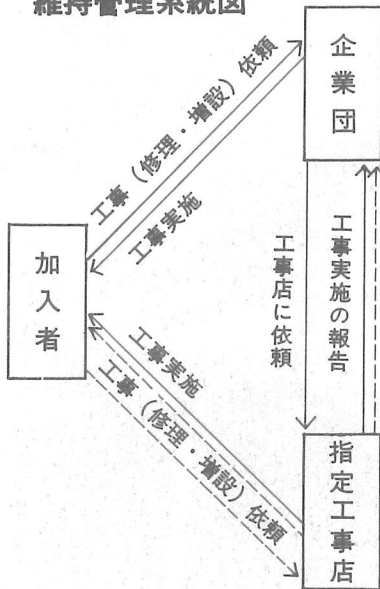 維持管理系統図
企業団
工事（修理・増設）依頼
工事実施
加入者
工事店に依頼
工事実施の報告
工事実施
工事（修理・増設）依頼
指定工事店